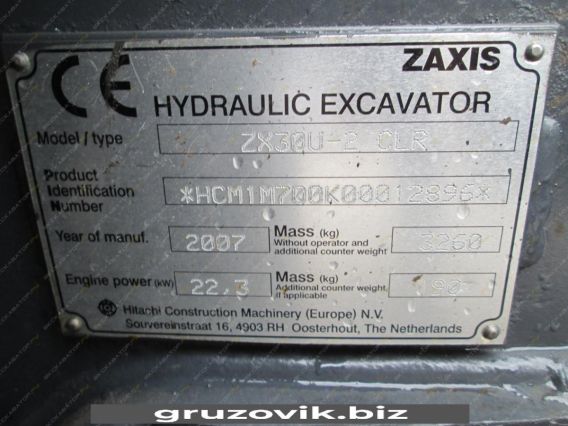 CE ZAXIS
HYDRAULIC EXCAVATOR
Model / type ZX30U-2 CLR
Product
Identification *HCM1M700K00012896*
Number
Year of manuf. 2007 Mass (kg) 3260
Without operator and
additional counter weight
Engine power (kW) 22.3 Mass (kg) 90
Additional counter weight,
if applicable
Hitachi Construction Machinery (Europe) N.V.
Souvereinstraat 16, 4903 RH Oosterhout, The Netherlands
gruzovik.biz